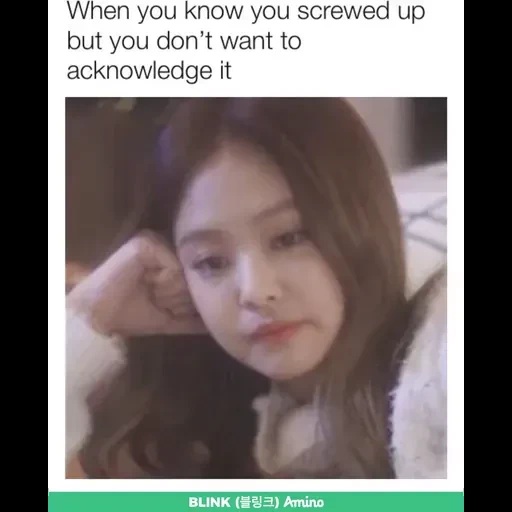 When you know you screwed up
but you don’t want to
acknowledge it
BLINK (블링크) Amino